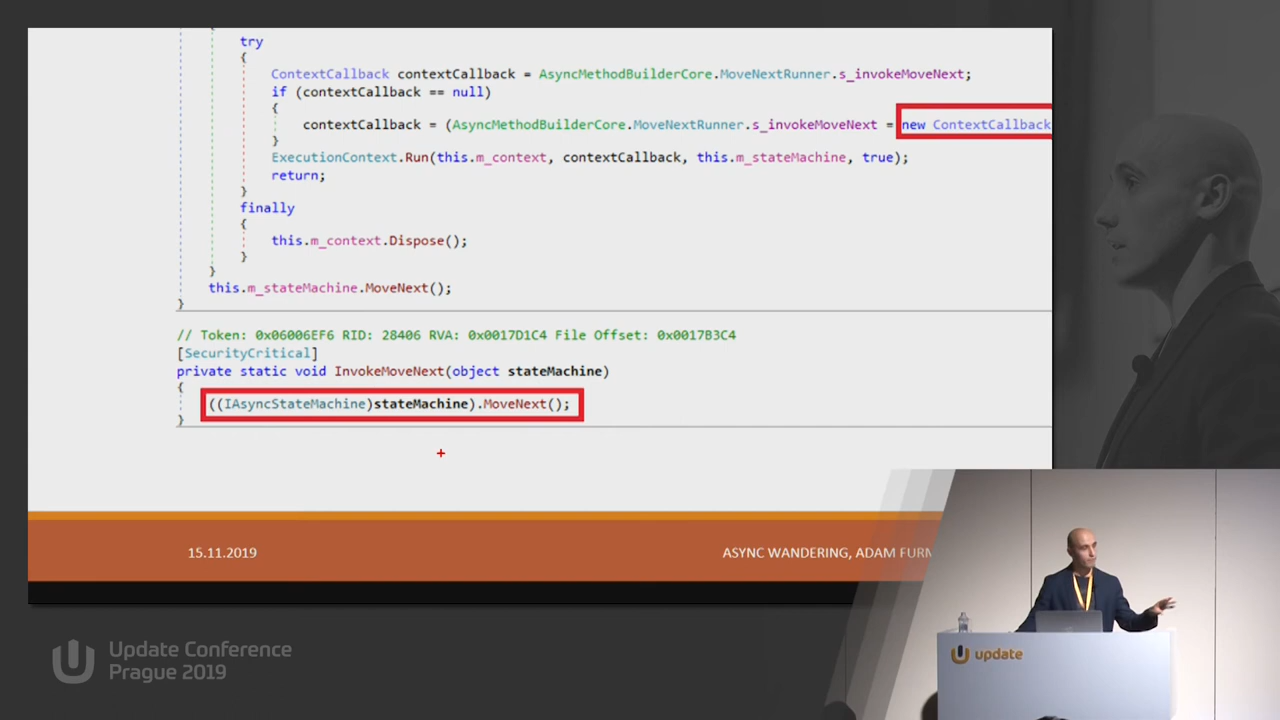 {
try
{
ContextCallback contextCallback = AsyncMethodBuilderCore.MoveNextRunner.s_invokeMoveNext;
if (contextCallback == null)
{
contextCallback = (AsyncMethodBuilderCore.MoveNextRunner.s_invokeMoveNext = new ContextCallback
}
ExecutionContext.Run(this.m_context, contextCallback, this.m_stateMachine, true);
return;
}
finally
{
this.m_context.Dispose();
}
}
this.m_stateMachine.MoveNext();
}
// Token: 0x06006EF6 RID: 28406 RVA: 0x0017D1C4 File Offset: 0x0017B3C4
[SecurityCritical]
private static void InvokeMoveNext(object stateMachine)
{
((IAsyncStateMachine)stateMachine).MoveNext();
}
15.11.2019
ASYNC WANDERING, ADAM FURM
Update Conference
Prague 2019
update